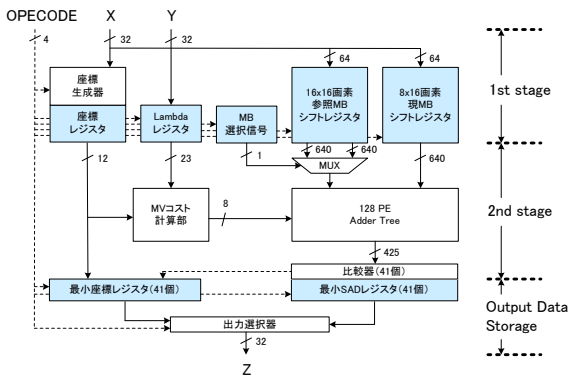 OPECODE X Y
4 32 32 64 64
座標
生成器
座標
レジスタ
Lambda
レジスタ
MB
選択信号
16x16画素
参照MB
シフトレジスタ
8x16画素
現MB
シフトレジスタ
1st stage
640 640 640
12 23 1
MUX
MVコスト
計算部
8
128 PE
Adder Tree
2nd stage
425
比較器(41個)
最小座標レジスタ(41個)
最小SADレジスタ(41個)
出力選択器
Output Data
Storage
32
Z